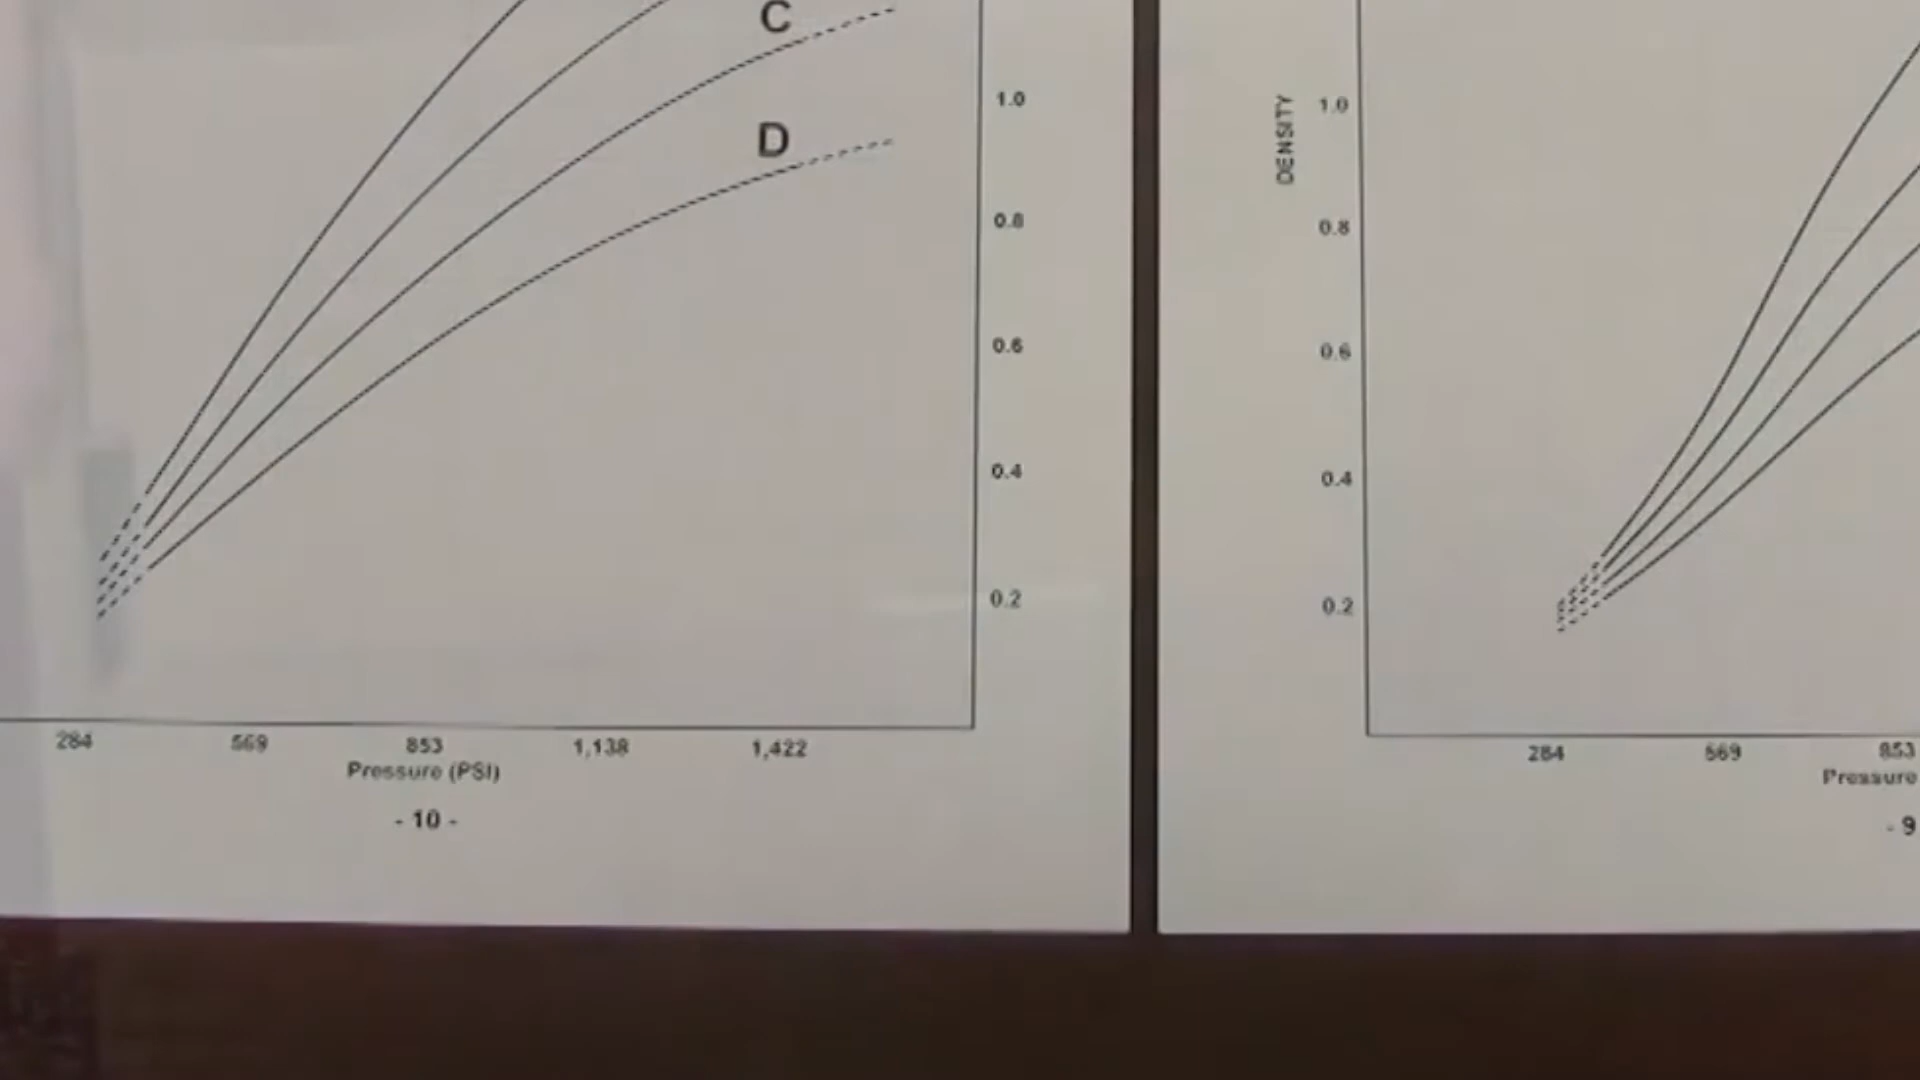 C
D
1.0
0.8
0.6
0.4
0.2
284 569 853 1,138 1,422
Pressure (PSI)
- 10 -
DENSITY
1.0
0.8
0.6
0.4
0.2
284 569 853
Pressure
- 9